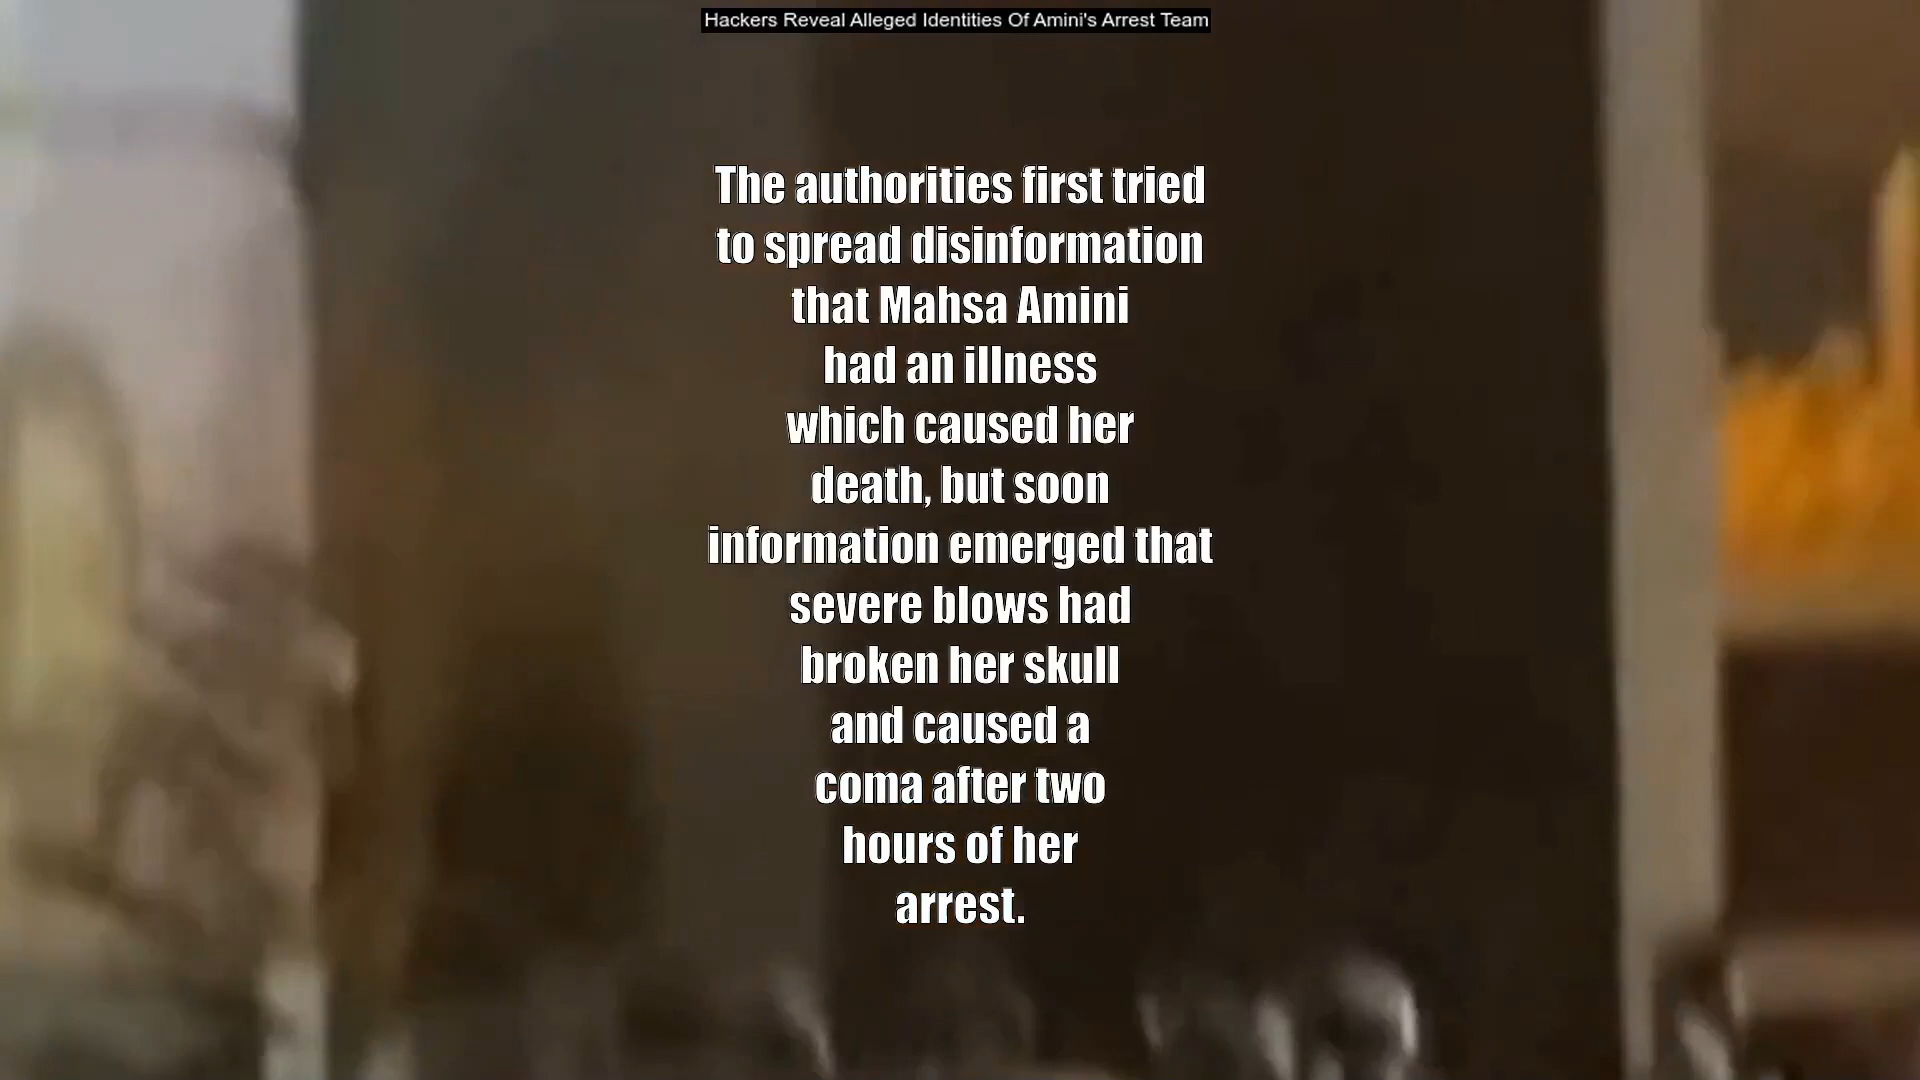 Hackers Reveal Alleged Identities Of Amini's Arrest Team
The authorities first tried
to spread disinformation
that Mahsa Amini
had an illness
which caused her
death, but soon
information emerged that
severe blows had
broken her skull
and caused a
coma after two
hours of her
arrest.